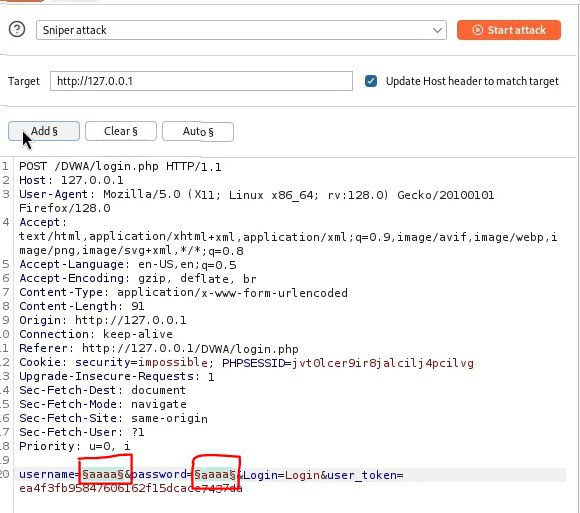 Sniper attack
Start attack
Target http://127.0.0.1 Update Host header to match target
Add § Clear § Auto §
1 POST /DVWA/login.php HTTP/1.1
2 Host: 127.0.0.1
3 User-Agent: Mozilla/5.0 (X11; Linux x86_64; rv:128.0) Gecko/20100101
Firefox/128.0
4 Accept:
text/html,application/xhtml+xml,application/xml;q=0.9,image/avif,image/webp,i
mage/png,image/svg+xml,*/*;q=0.8
5 Accept-Language: en-US,en;q=0.5
6 Accept-Encoding: gzip, deflate, br
7 Content-Type: application/x-www-form-urlencoded
8 Content-Length: 91
9 Origin: http://127.0.0.1
10 Connection: keep-alive
11 Referer: http://127.0.0.1/DVWA/login.php
12 Cookie: security=impossible; PHPSESSID=jvt0lcer9ir8jalcilj4pcilvg
13 Upgrade-Insecure-Requests: 1
14 Sec-Fetch-Dest: document
15 Sec-Fetch-Mode: navigate
16 Sec-Fetch-Site: same-origin
17 Sec-Fetch-User: ?1
18 Priority: u=0, i
19
20 username=§aaaa§&password=§aaaa§&Login=Login&user_token=
ea4f3fb95847606162f15dcace7437da